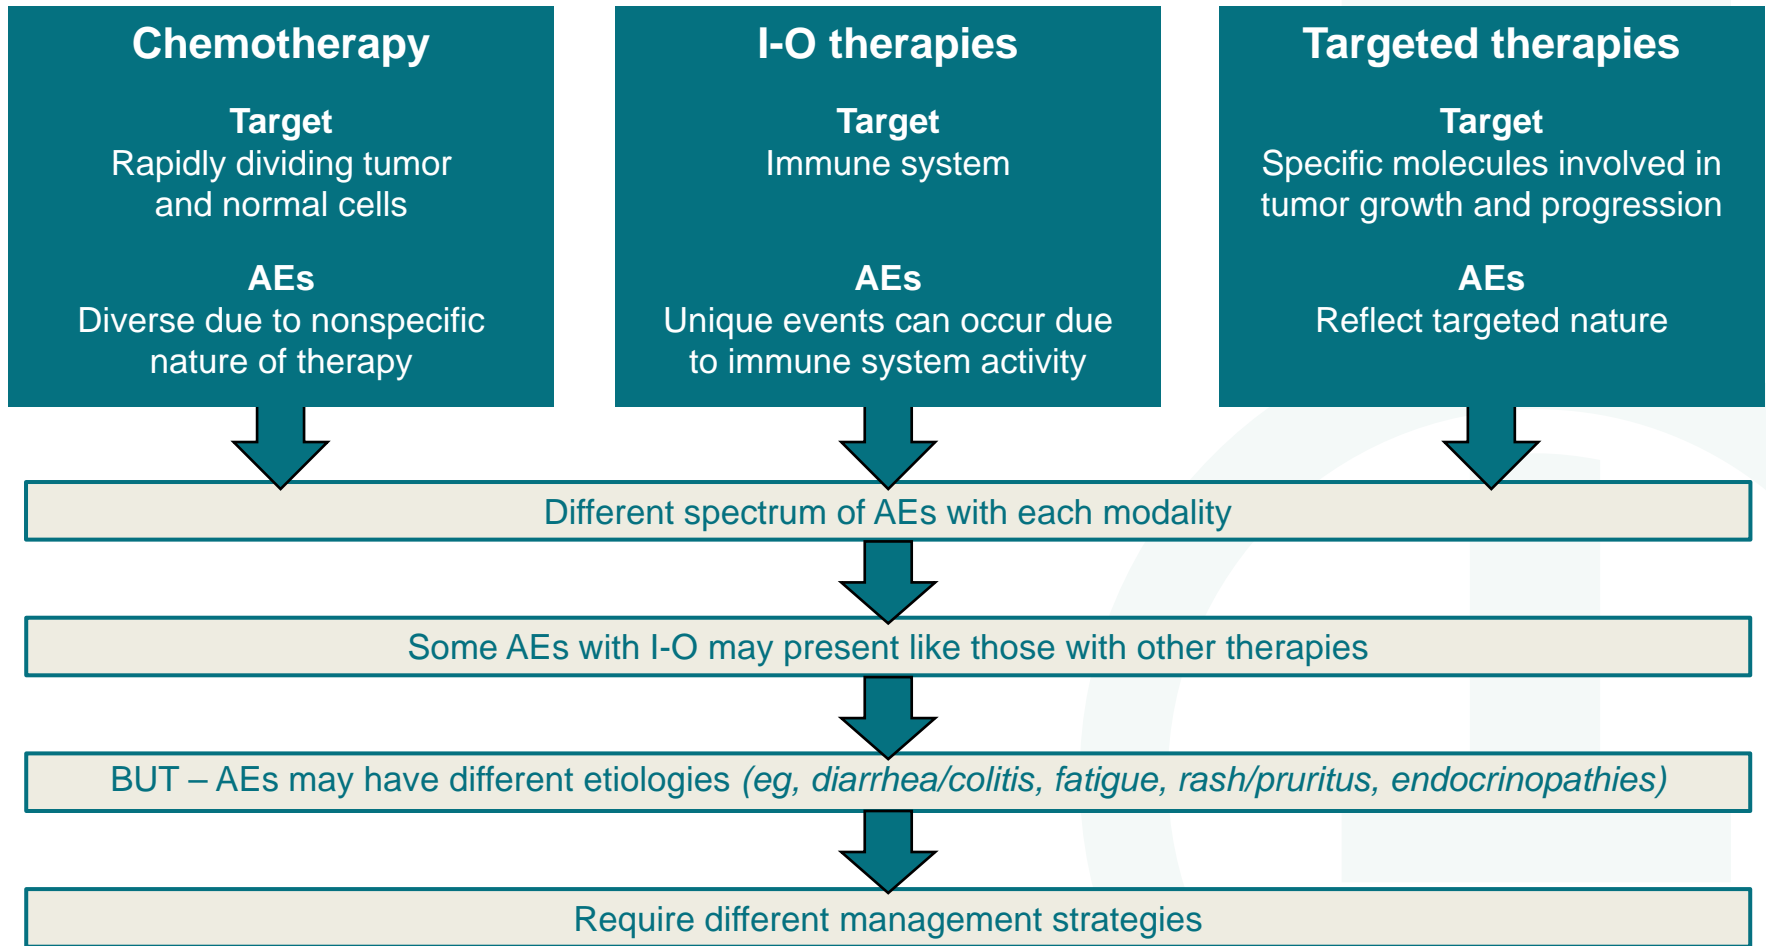 Chemotherapy
Target
Rapidly dividing tumor
and normal cells
AEs
Diverse due to nonspecific
nature of therapy
I-O therapies
Target
Immune system
AEs
Unique events can occur due
to immune system activity
Targeted therapies
Target
Specific molecules involved in
tumor growth and progression
AEs
Reflect targeted nature
Different spectrum of AEs with each modality
Some AEs with I-O may present like those with other therapies
BUT – AEs may have different etiologies (eg, diarrhea/colitis, fatigue, rash/pruritus, endocrinopathies)
Require different management strategies